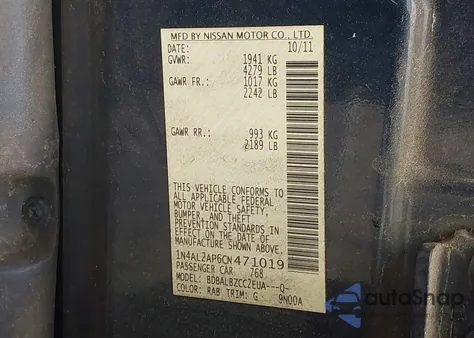 MFD BY NISSAN MOTOR CO., LTD.
DATE: 10/11
GVWR: 1941 KG
4279 LB
GAWR FR.: 1017 KG
2242 LB
GAWR RR.: 993 KG
2189 LB
THIS VEHICLE CONFORMS TO
ALL APPLICABLE FEDERAL
MOTOR VEHICLE SAFETY,
BUMPER, AND THEFT
PREVENTION STANDARDS IN
EFFECT ON THE DATE OF
MANUFACTURE SHOWN ABOVE.
1N4AL2AP6CN471019
PASSENGER CAR 768
MODEL: BDBALBZCC2EUA---Q-
COLOR: RAB TRIM: G 9N00A
autoSnap